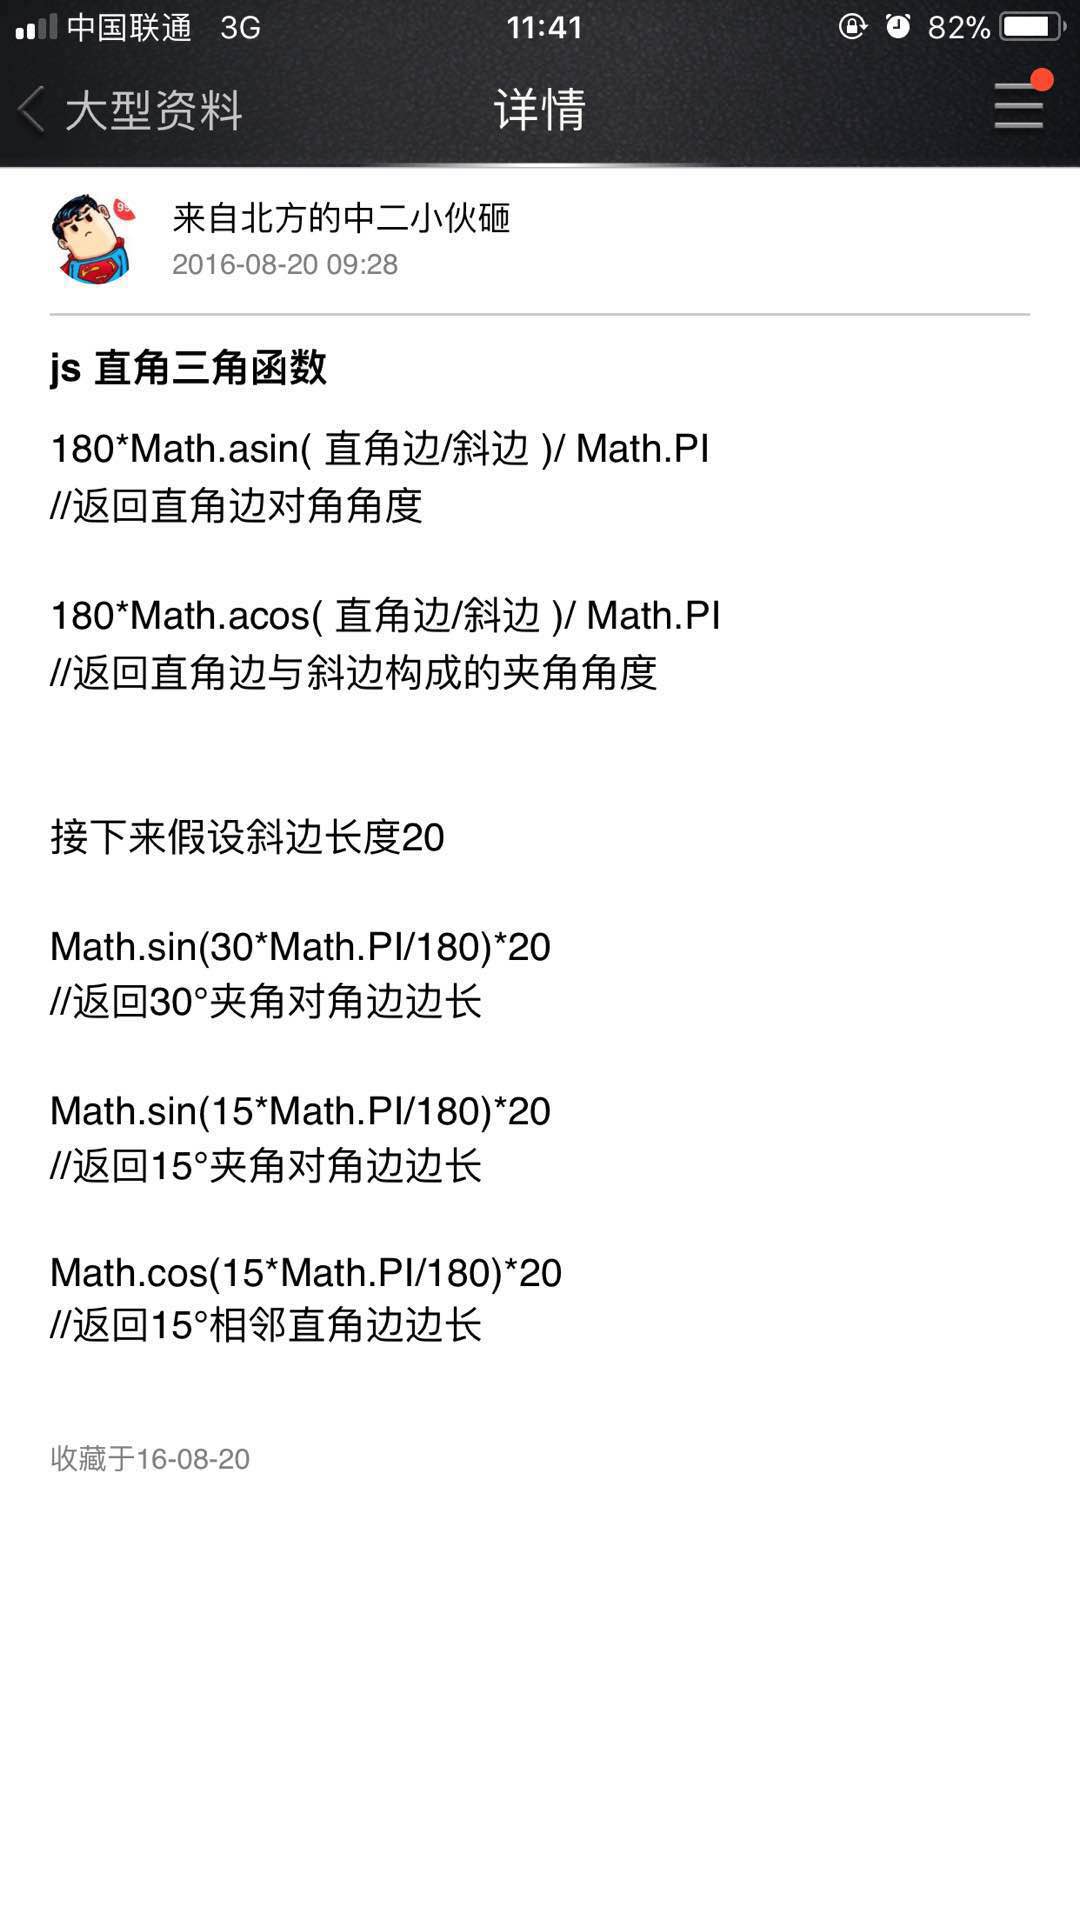 中国联通 3G 11:41 82%
大型资料 详情
来自北方的中二小伙砸
2016-08-20 09:28
js 直角三角函数
180*Math.asin( 直角边/斜边 )/ Math.PI
//返回直角边对角角度
180*Math.acos( 直角边/斜边 )/ Math.PI
//返回直角边与斜边构成的夹角角度
接下来假设斜边长度20
Math.sin(30*Math.PI/180)*20
//返回30°夹角对角边边长
Math.sin(15*Math.PI/180)*20
//返回15°夹角对角边边长
Math.cos(15*Math.PI/180)*20
//返回15°相邻直角边边长
收藏于16-08-20